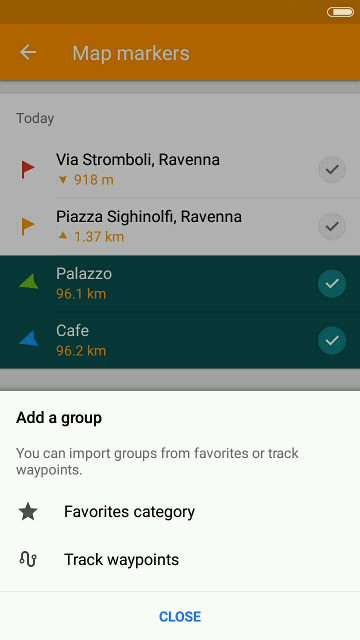 Map markers
Today
Via Stromboli, Ravenna
918 m
Piazza Sighinolfi, Ravenna
1.37 km
Palazzo
96.1 km
Cafe
96.2 km
Add a group
You can import groups from favorites or track
waypoints.
Favorites category
Track waypoints
CLOSE